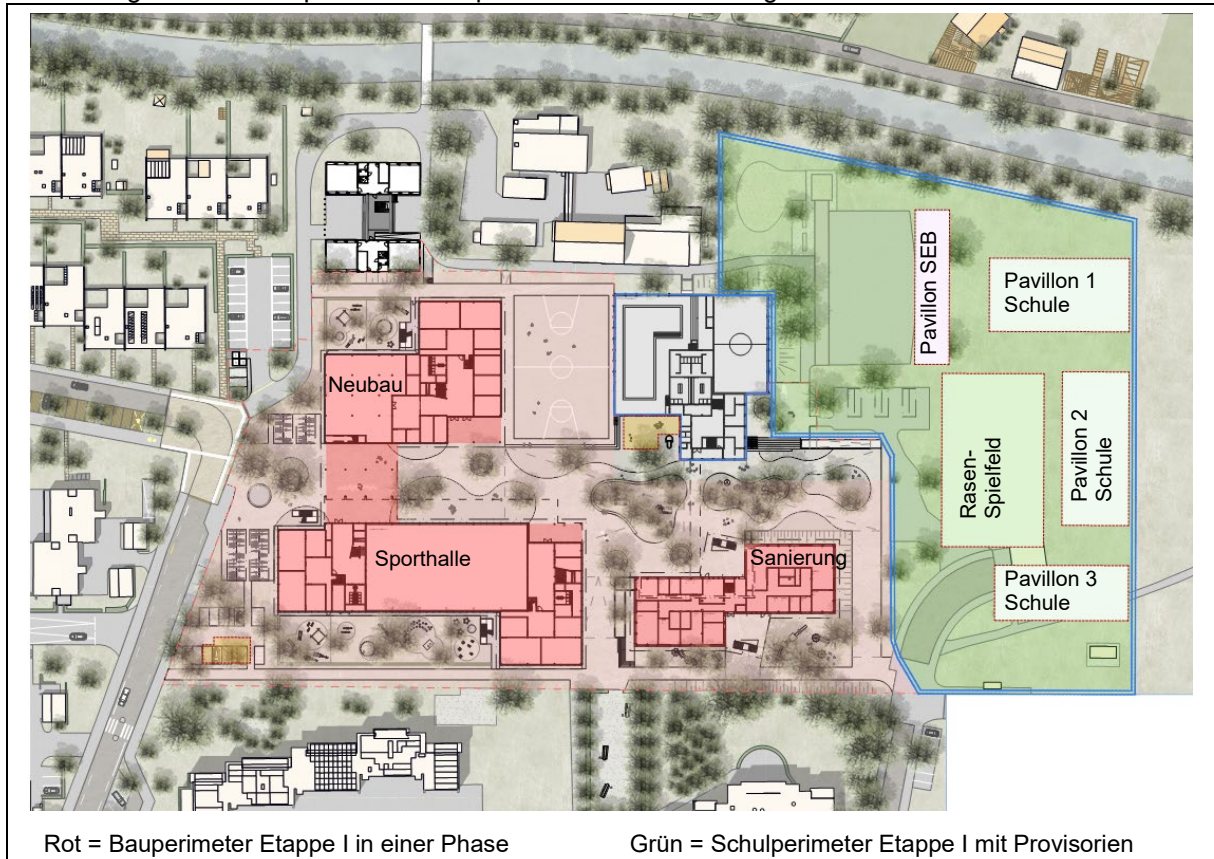 Neubau
Sporthalle
Sanierung
Pavillon SEB
Pavillon 1
Schule
Rasen-
Spielfeld
Pavillon 2
Schule
Pavillon 3
Schule
Rot = Bauperimeter Etappe I in einer Phase
Grün = Schulperimeter Etappe I mit Provisorien